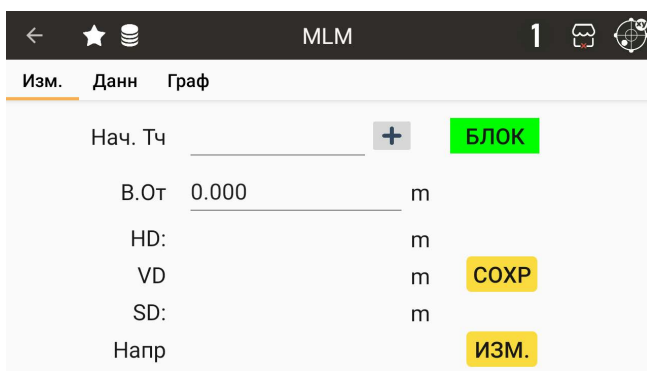 MLM 1
Изм. Данн Граф
Нач. Тч БЛОК
В.От 0.000 m
HD: m
VD m СОХР
SD: m
Напр ИЗМ.